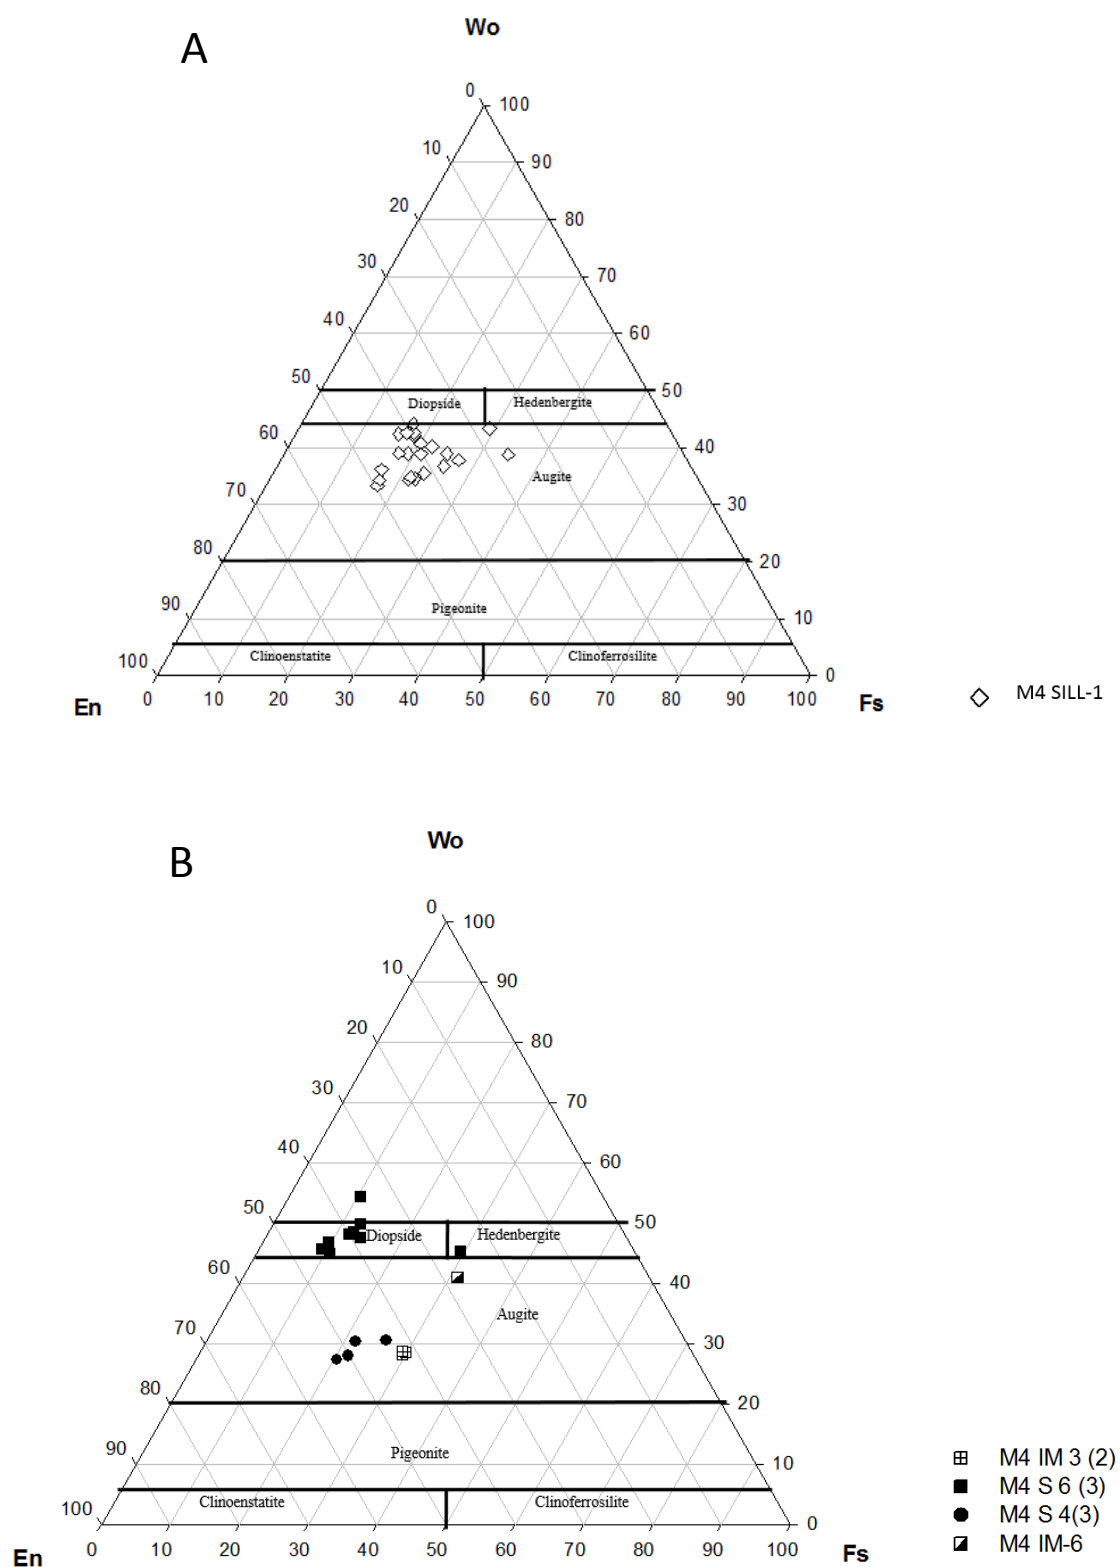 Wo
A
0 100
10 90
20 80
30 70
40 60
50 50
Diopside Hedenbergite
60 40
Augite
70 30
80 20
Pigeonite
90 10
Clinoenstatite Clinoferrosilite
100 0
0 10 20 30 40 50 60 70 80 90 100
En Fs
M4 SILL-1
Wo
B
0 100
10 90
20 80
30 70
40 60
50 50
Diopside Hedenbergite
60 40
Augite
70 30
80 20
Pigeonite
90 10
Clinoenstatite Clinoferrosilite
100 0
0 10 20 30 40 50 60 70 80 90 100
En Fs
M4 IM 3 (2)
M4 S 6 (3)
M4 S 4(3)
M4 IM-6